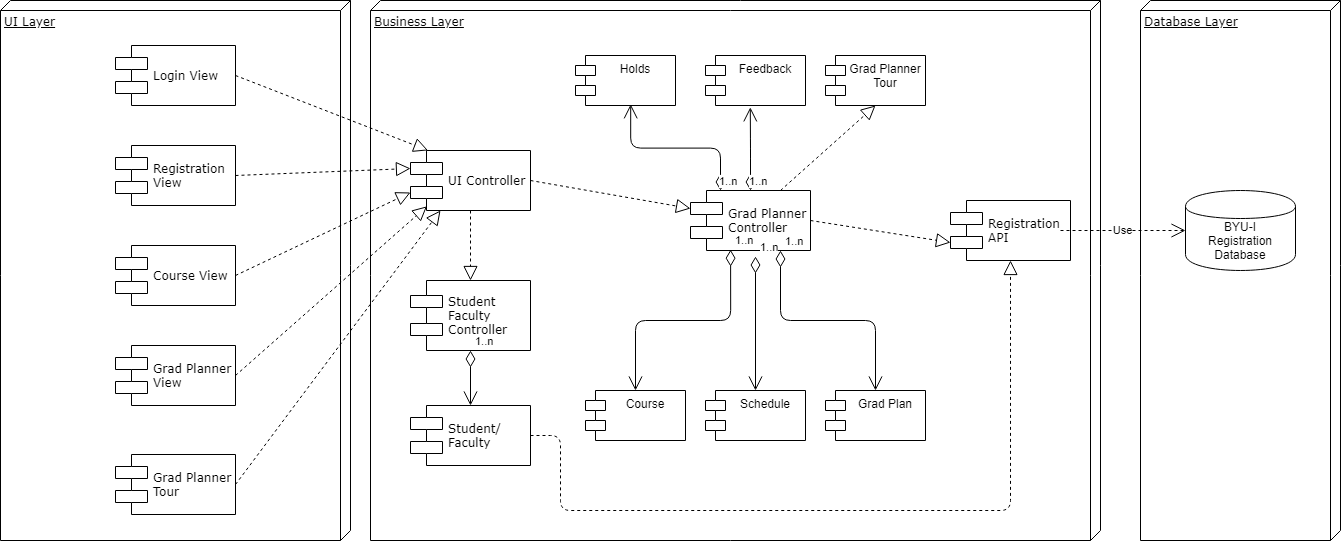 UI Layer
Login View
Registration
View
Course View
Grad Planner
View
Grad Planner
Tour
Business Layer
Holds
Feedback
Grad Planner
Tour
UI Controller
1..n
1..n
Grad Planner
Controller
1..n
1..n
1..n
Registration
API
Student
Faculty
Controller
1..n
Student/
Faculty
Course
Schedule
Grad Plan
Use
Database Layer
BYU-I
Registration
Database